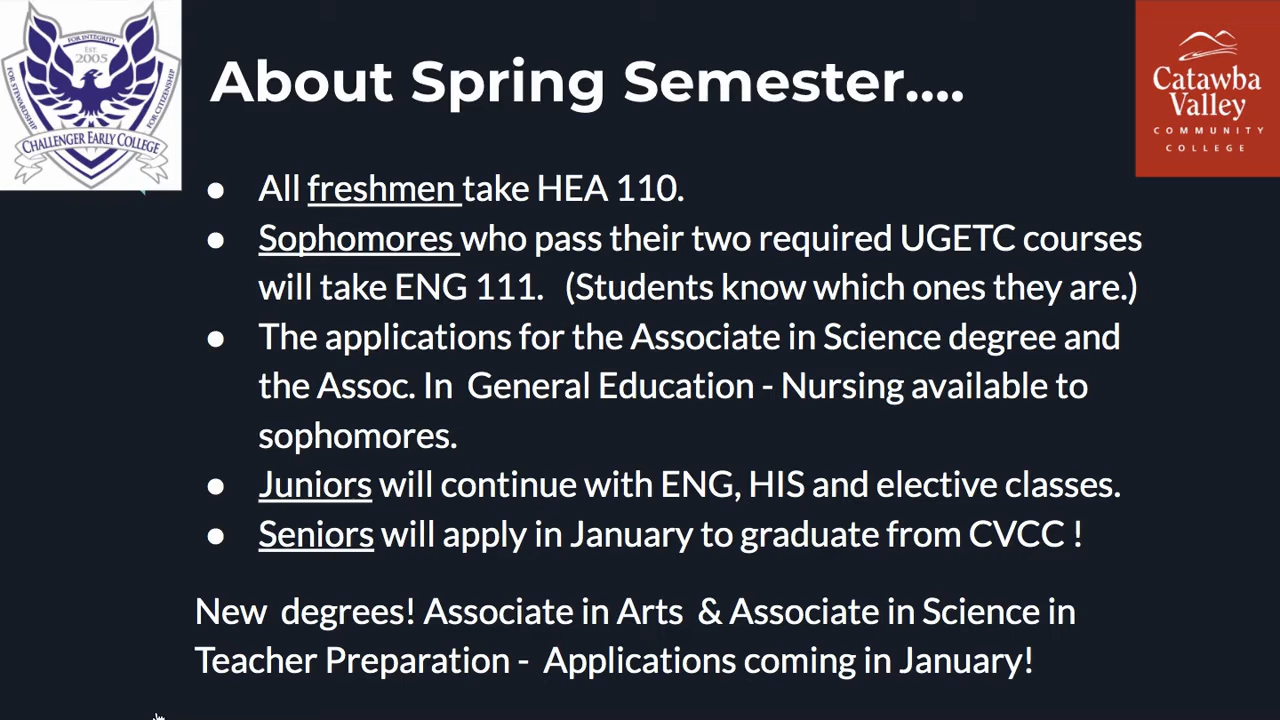 FOR INTEGRITY
EST.
2005
FOR STEWARDSHIP
FOR CITIZENSHIP
CHALLENGER EARLY COLLEGE
About Spring Semester....
Catawba
Valley
COMMUNITY
COLLEGE
● All freshmen take HEA 110.
● Sophomores who pass their two required UGETC courses
will take ENG 111. (Students know which ones they are.)
● The applications for the Associate in Science degree and
the Assoc. In General Education - Nursing available to
sophomores.
● Juniors will continue with ENG, HIS and elective classes.
● Seniors will apply in January to graduate from CVCC !
New degrees! Associate in Arts & Associate in Science in
Teacher Preparation - Applications coming in January!